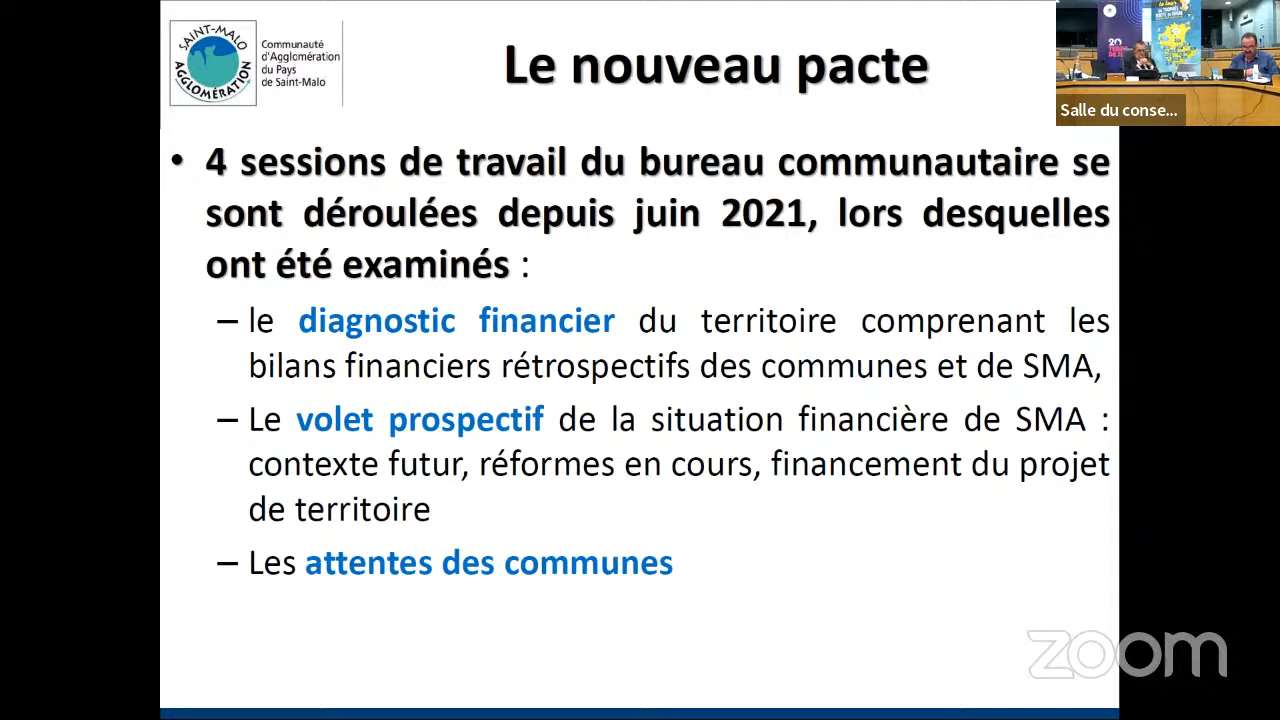 SAINT-MALO
AGGLOMÉRATION
Communauté
d'Agglomération
du Pays
de Saint-Malo
Le nouveau pacte
Salle du conse...
• 4 sessions de travail du bureau communautaire se
sont déroulées depuis juin 2021, lors desquelles
ont été examinés :
– le diagnostic financier du territoire comprenant les
bilans financiers rétrospectifs des communes et de SMA,
– Le volet prospectif de la situation financière de SMA :
contexte futur, réformes en cours, financement du projet
de territoire
– Les attentes des communes
zoom